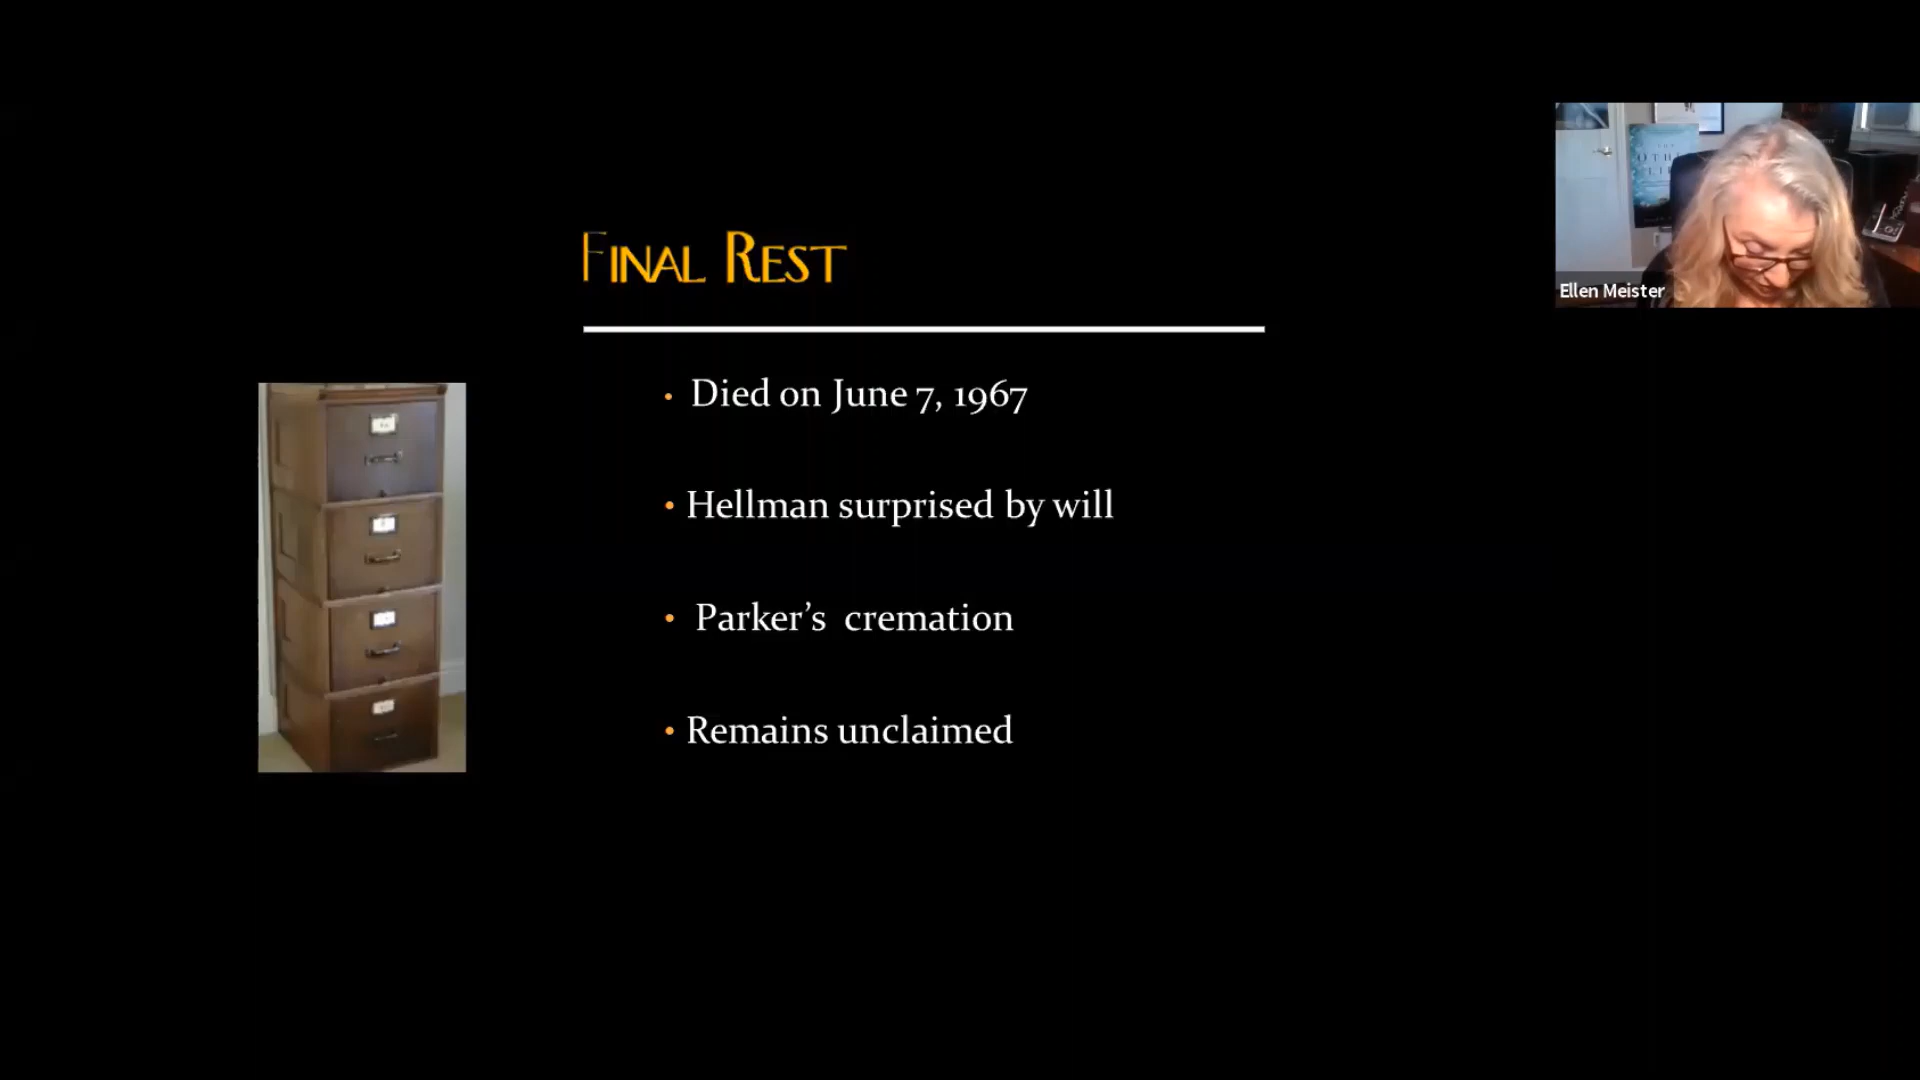 Final Rest
• Died on June 7, 1967
• Hellman surprised by will
• Parker’s cremation
• Remains unclaimed
Ellen Meister